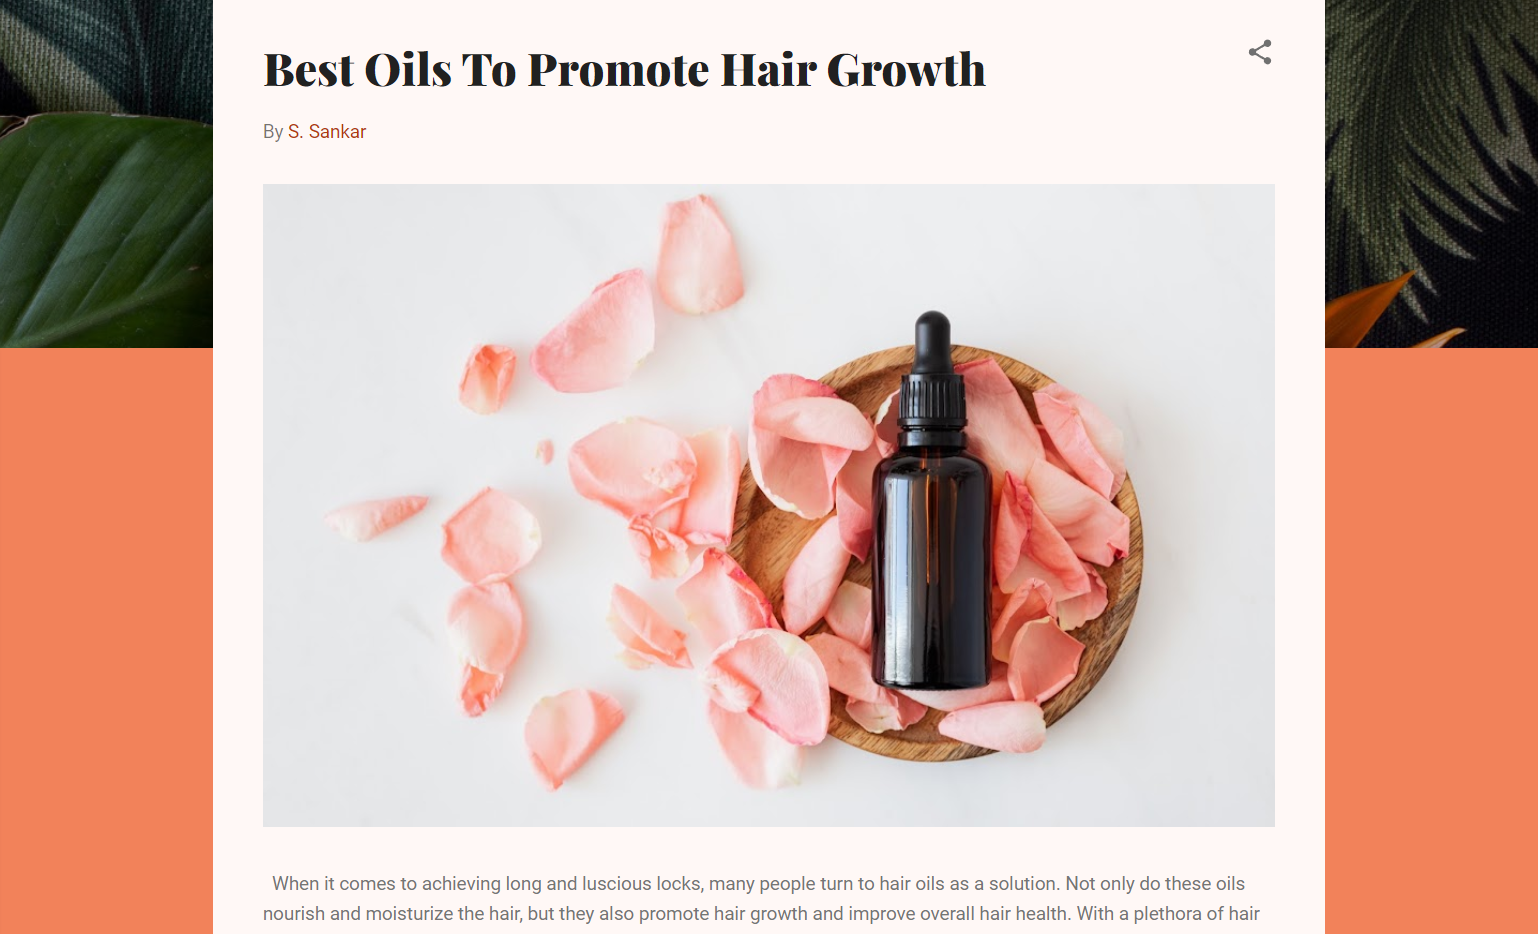 Best Oils To Promote Hair Growth
By S. Sankar
When it comes to achieving long and luscious locks, many people turn to hair oils as a solution. Not only do these oils
nourish and moisturize the hair, but they also promote hair growth and improve overall hair health. With a plethora of hair